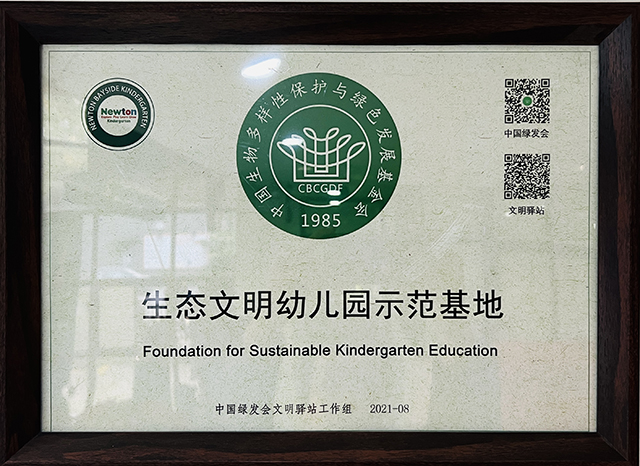 NEWTON BAYSIDE KINDERGARTEN
Newton
Kindergarten
中国生物多样性保护与绿色发展基金会
CBCGDF
1985
中国绿发会
文明驿站
生态文明幼儿园示范基地
Foundation for Sustainable Kindergarten Education
中国绿发会文明驿站工作组 2021-08